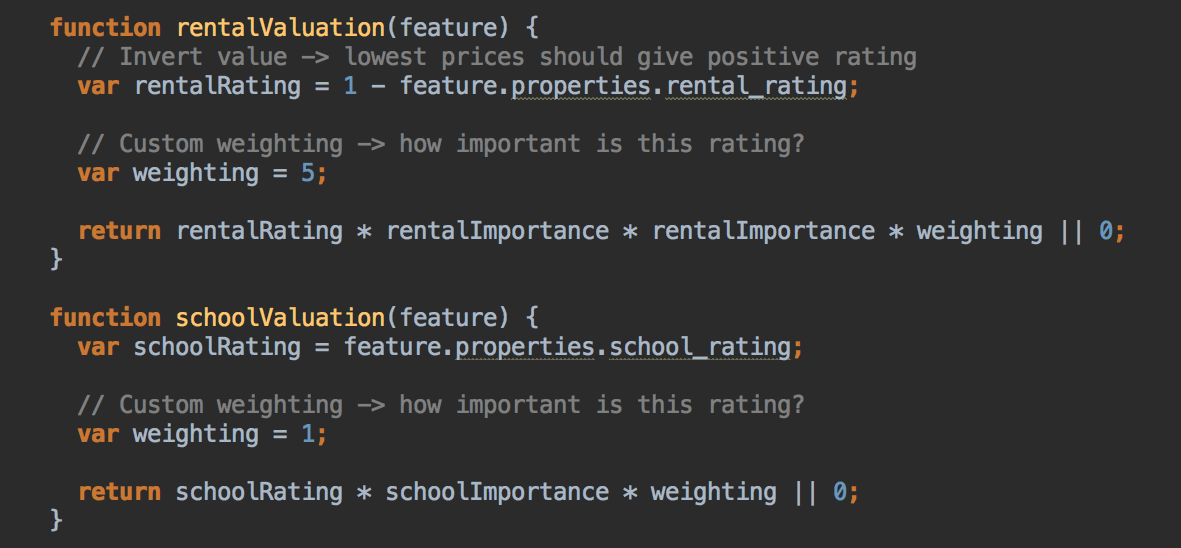 function rentalValuation(feature) {
  // Invert value -> lowest prices should give positive rating
  var rentalRating = 1 - feature.properties.rental_rating;

  // Custom weighting -> how important is this rating?
  var weighting = 5;

  return rentalRating * rentalImportance * rentalImportance * weighting || 0;
}

function schoolValuation(feature) {
  var schoolRating = feature.properties.school_rating;

  // Custom weighting -> how important is this rating?
  var weighting = 1;

  return schoolRating * schoolImportance * weighting || 0;
}